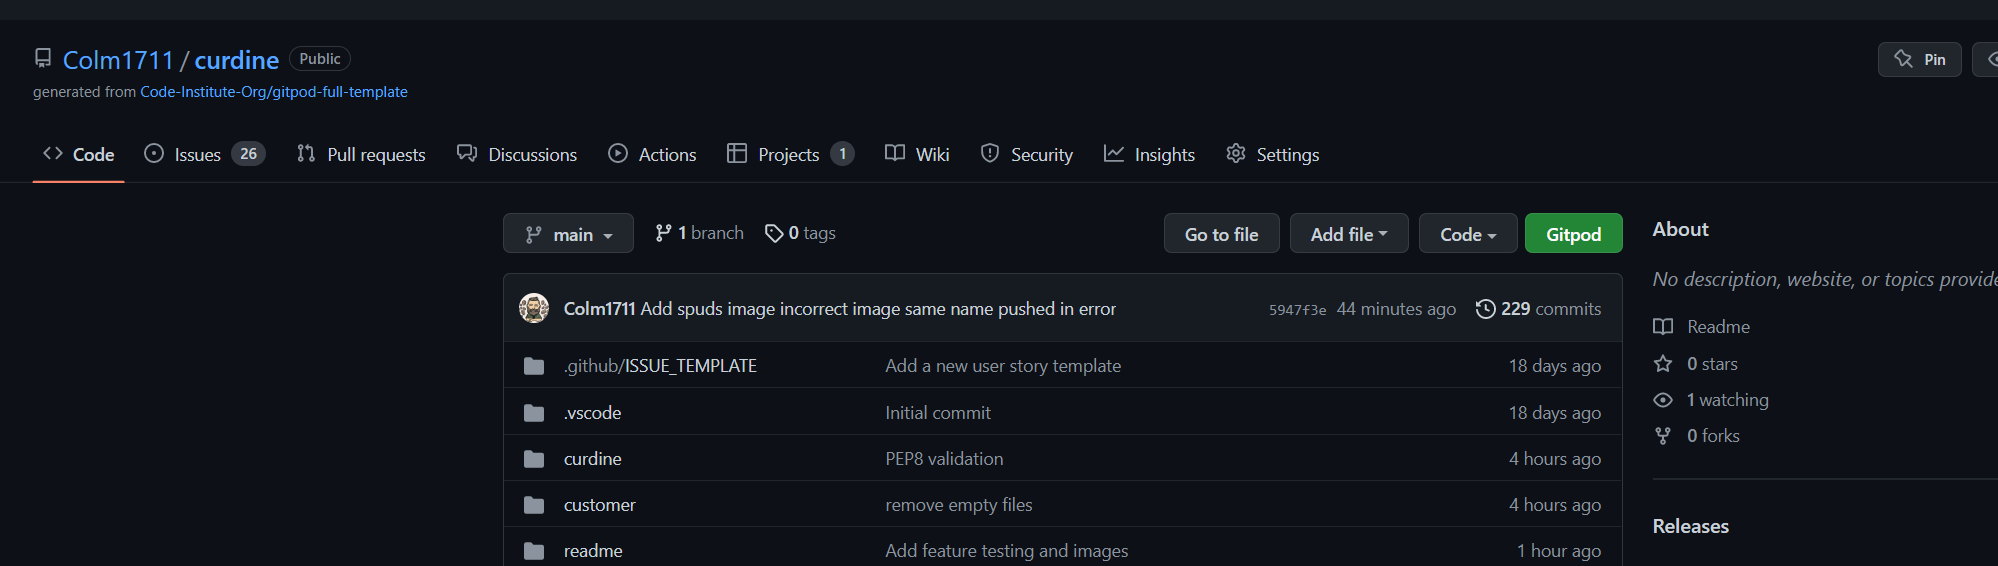 Colm1711 / curdine Public
Pin
generated from Code-Institute-Org/gitpod-full-template
Code Issues 26 Pull requests Discussions Actions Projects 1 Wiki Security Insights Settings
main 1 branch 0 tags Go to file Add file Code Gitpod
About
No description, website, or topics provide
Colm1711 Add spuds image incorrect image same name pushed in error 5947f3e 44 minutes ago 229 commits
Readme
.github/ISSUE_TEMPLATE Add a new user story template 18 days ago
0 stars
.vscode Initial commit 18 days ago
1 watching
0 forks
curdine PEP8 validation 4 hours ago
customer remove empty files 4 hours ago
Releases
readme Add feature testing and images 1 hour ago